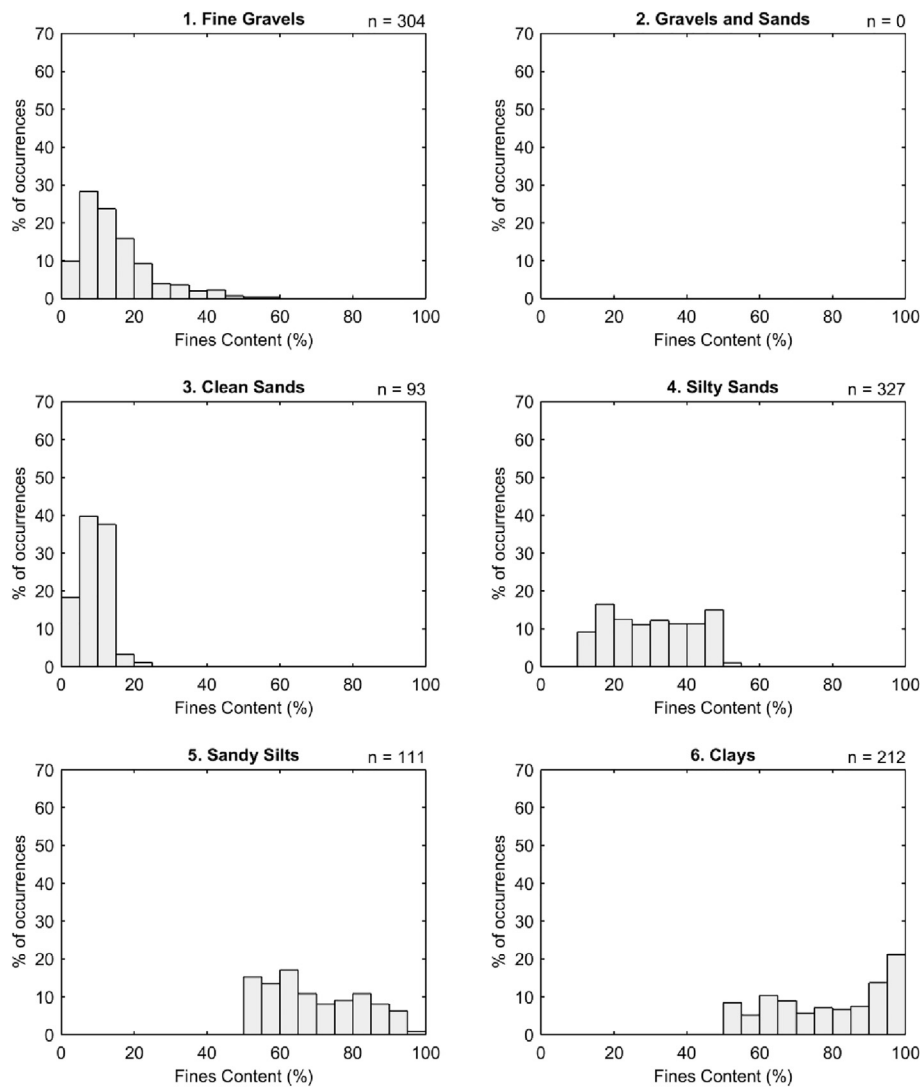 1. Fine Gravels n = 304
70
60
50
40
30
20
10
0
% of occurrences
0 20 40 60 80 100
Fines Content (%)
2. Gravels and Sands n = 0
70
60
50
40
30
20
10
0
% of occurrences
0 20 40 60 80 100
Fines Content (%)
3. Clean Sands n = 93
70
60
50
40
30
20
10
0
% of occurrences
0 20 40 60 80 100
Fines Content (%)
4. Silty Sands n = 327
70
60
50
40
30
20
10
0
% of occurrences
0 20 40 60 80 100
Fines Content (%)
5. Sandy Silts n = 111
70
60
50
40
30
20
10
0
% of occurrences
0 20 40 60 80 100
Fines Content (%)
6. Clays n = 212
70
60
50
40
30
20
10
0
% of occurrences
0 20 40 60 80 100
Fines Content (%)